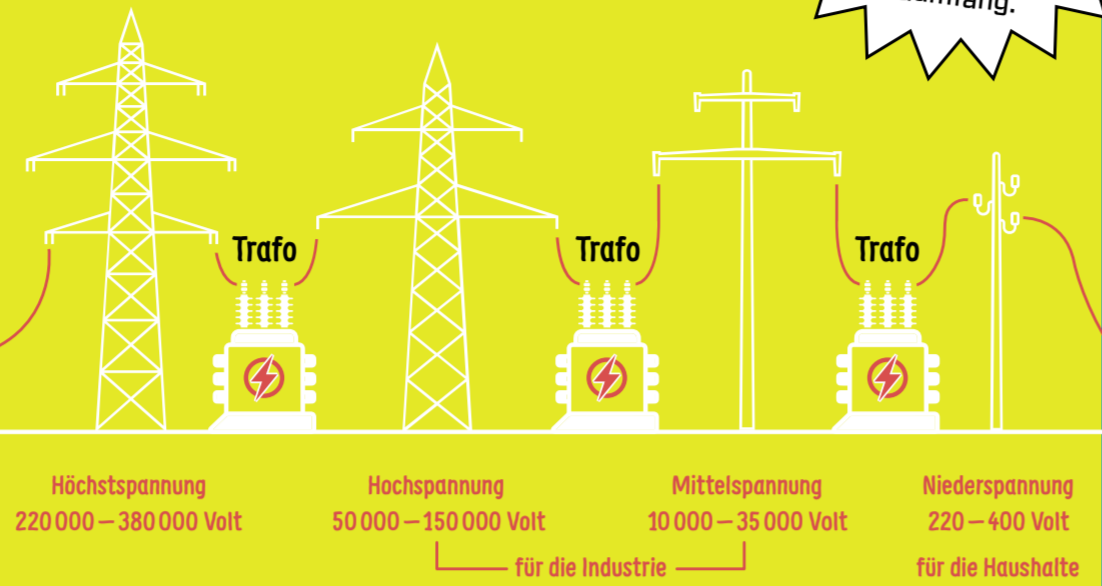 umfang.
Trafo
Trafo
Trafo
Höchstspannung
220 000 – 380 000 Volt
Hochspannung
50 000 – 150 000 Volt
Mittelspannung
10 000 – 35 000 Volt
Niederspannung
220 – 400 Volt
für die Industrie
für die Haushalte